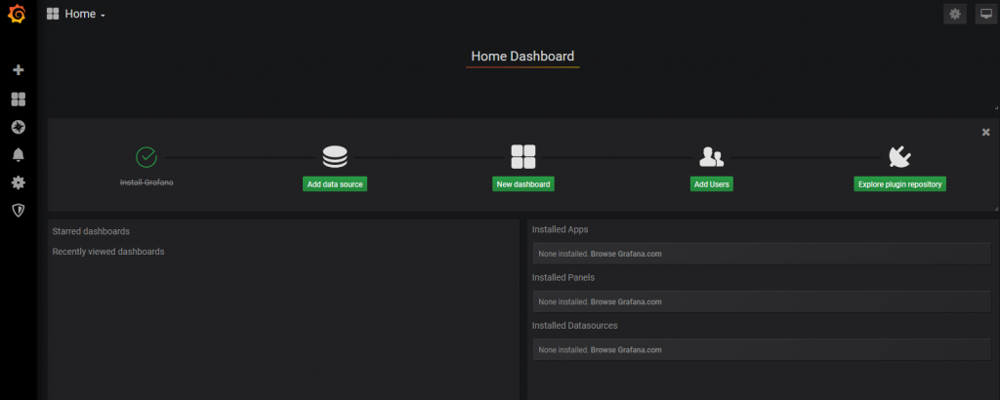 Home
Home Dashboard
Install Grafana
Add data source
New dashboard
Add Users
Explore plugin repository
Starred dashboards
Recently viewed dashboards
Installed Apps
None installed. Browse Grafana.com
Installed Panels
None installed. Browse Grafana.com
Installed Datasources
None installed. Browse Grafana.com